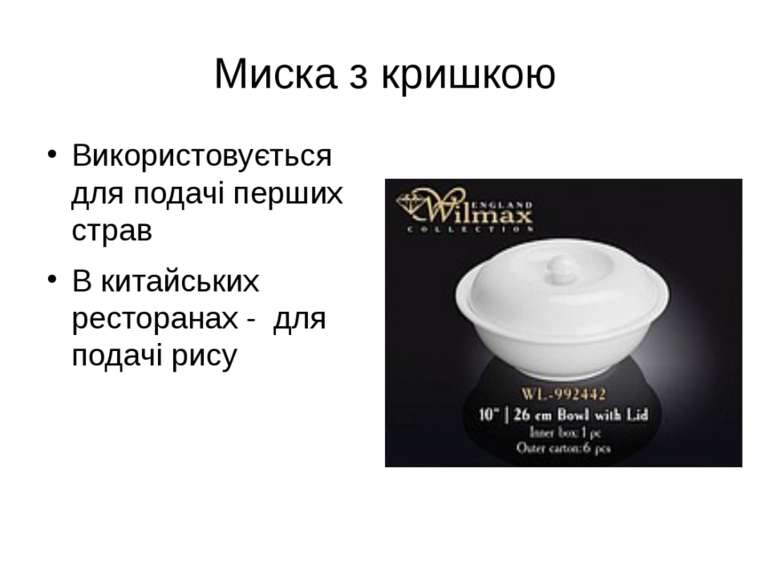 Миска з кришкою
• Використовується
для подачі перших
страв
• В китайських
ресторанах -  для
подачі рису
ENGLAND
Wilmax
COLLECTION
WL-992442
10" | 26 cm Bowl with Lid
Inner box: 1 pc
Outer carton: 6 pcs